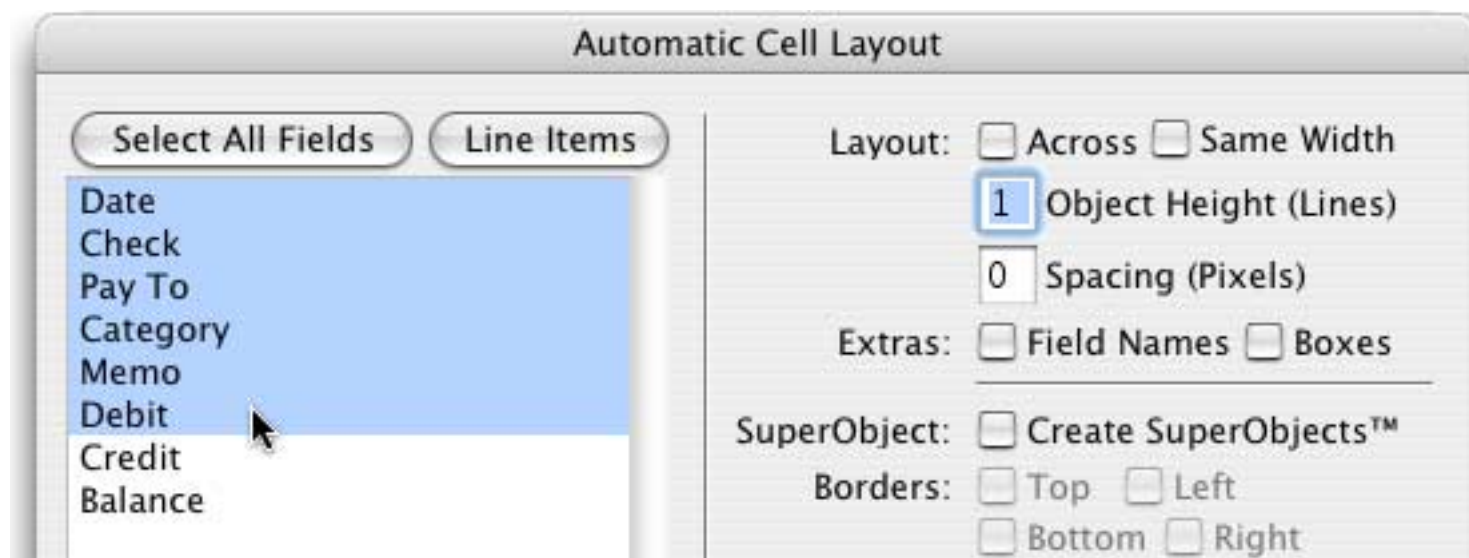 Automatic Cell Layout
Select All Fields Line Items
Date
Check
Pay To
Category
Memo
Debit
Credit
Balance
Layout: Across Same Width
1 Object Height (Lines)
0 Spacing (Pixels)
Extras: Field Names Boxes
SuperObject: Create SuperObjects™
Borders: Top Left
Bottom Right